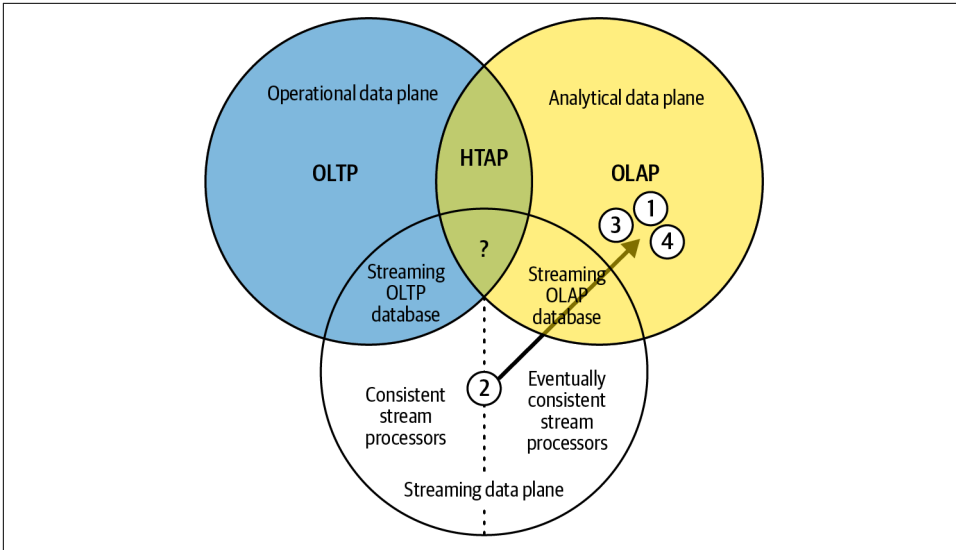 Operational data plane
Analytical data plane
HTAP
OLTP
OLAP
1
3
4
?
Streaming
OLTP
database
Streaming
OLAP
database
2
Consistent
stream
processors
Eventually
consistent
stream
processors
Streaming data plane